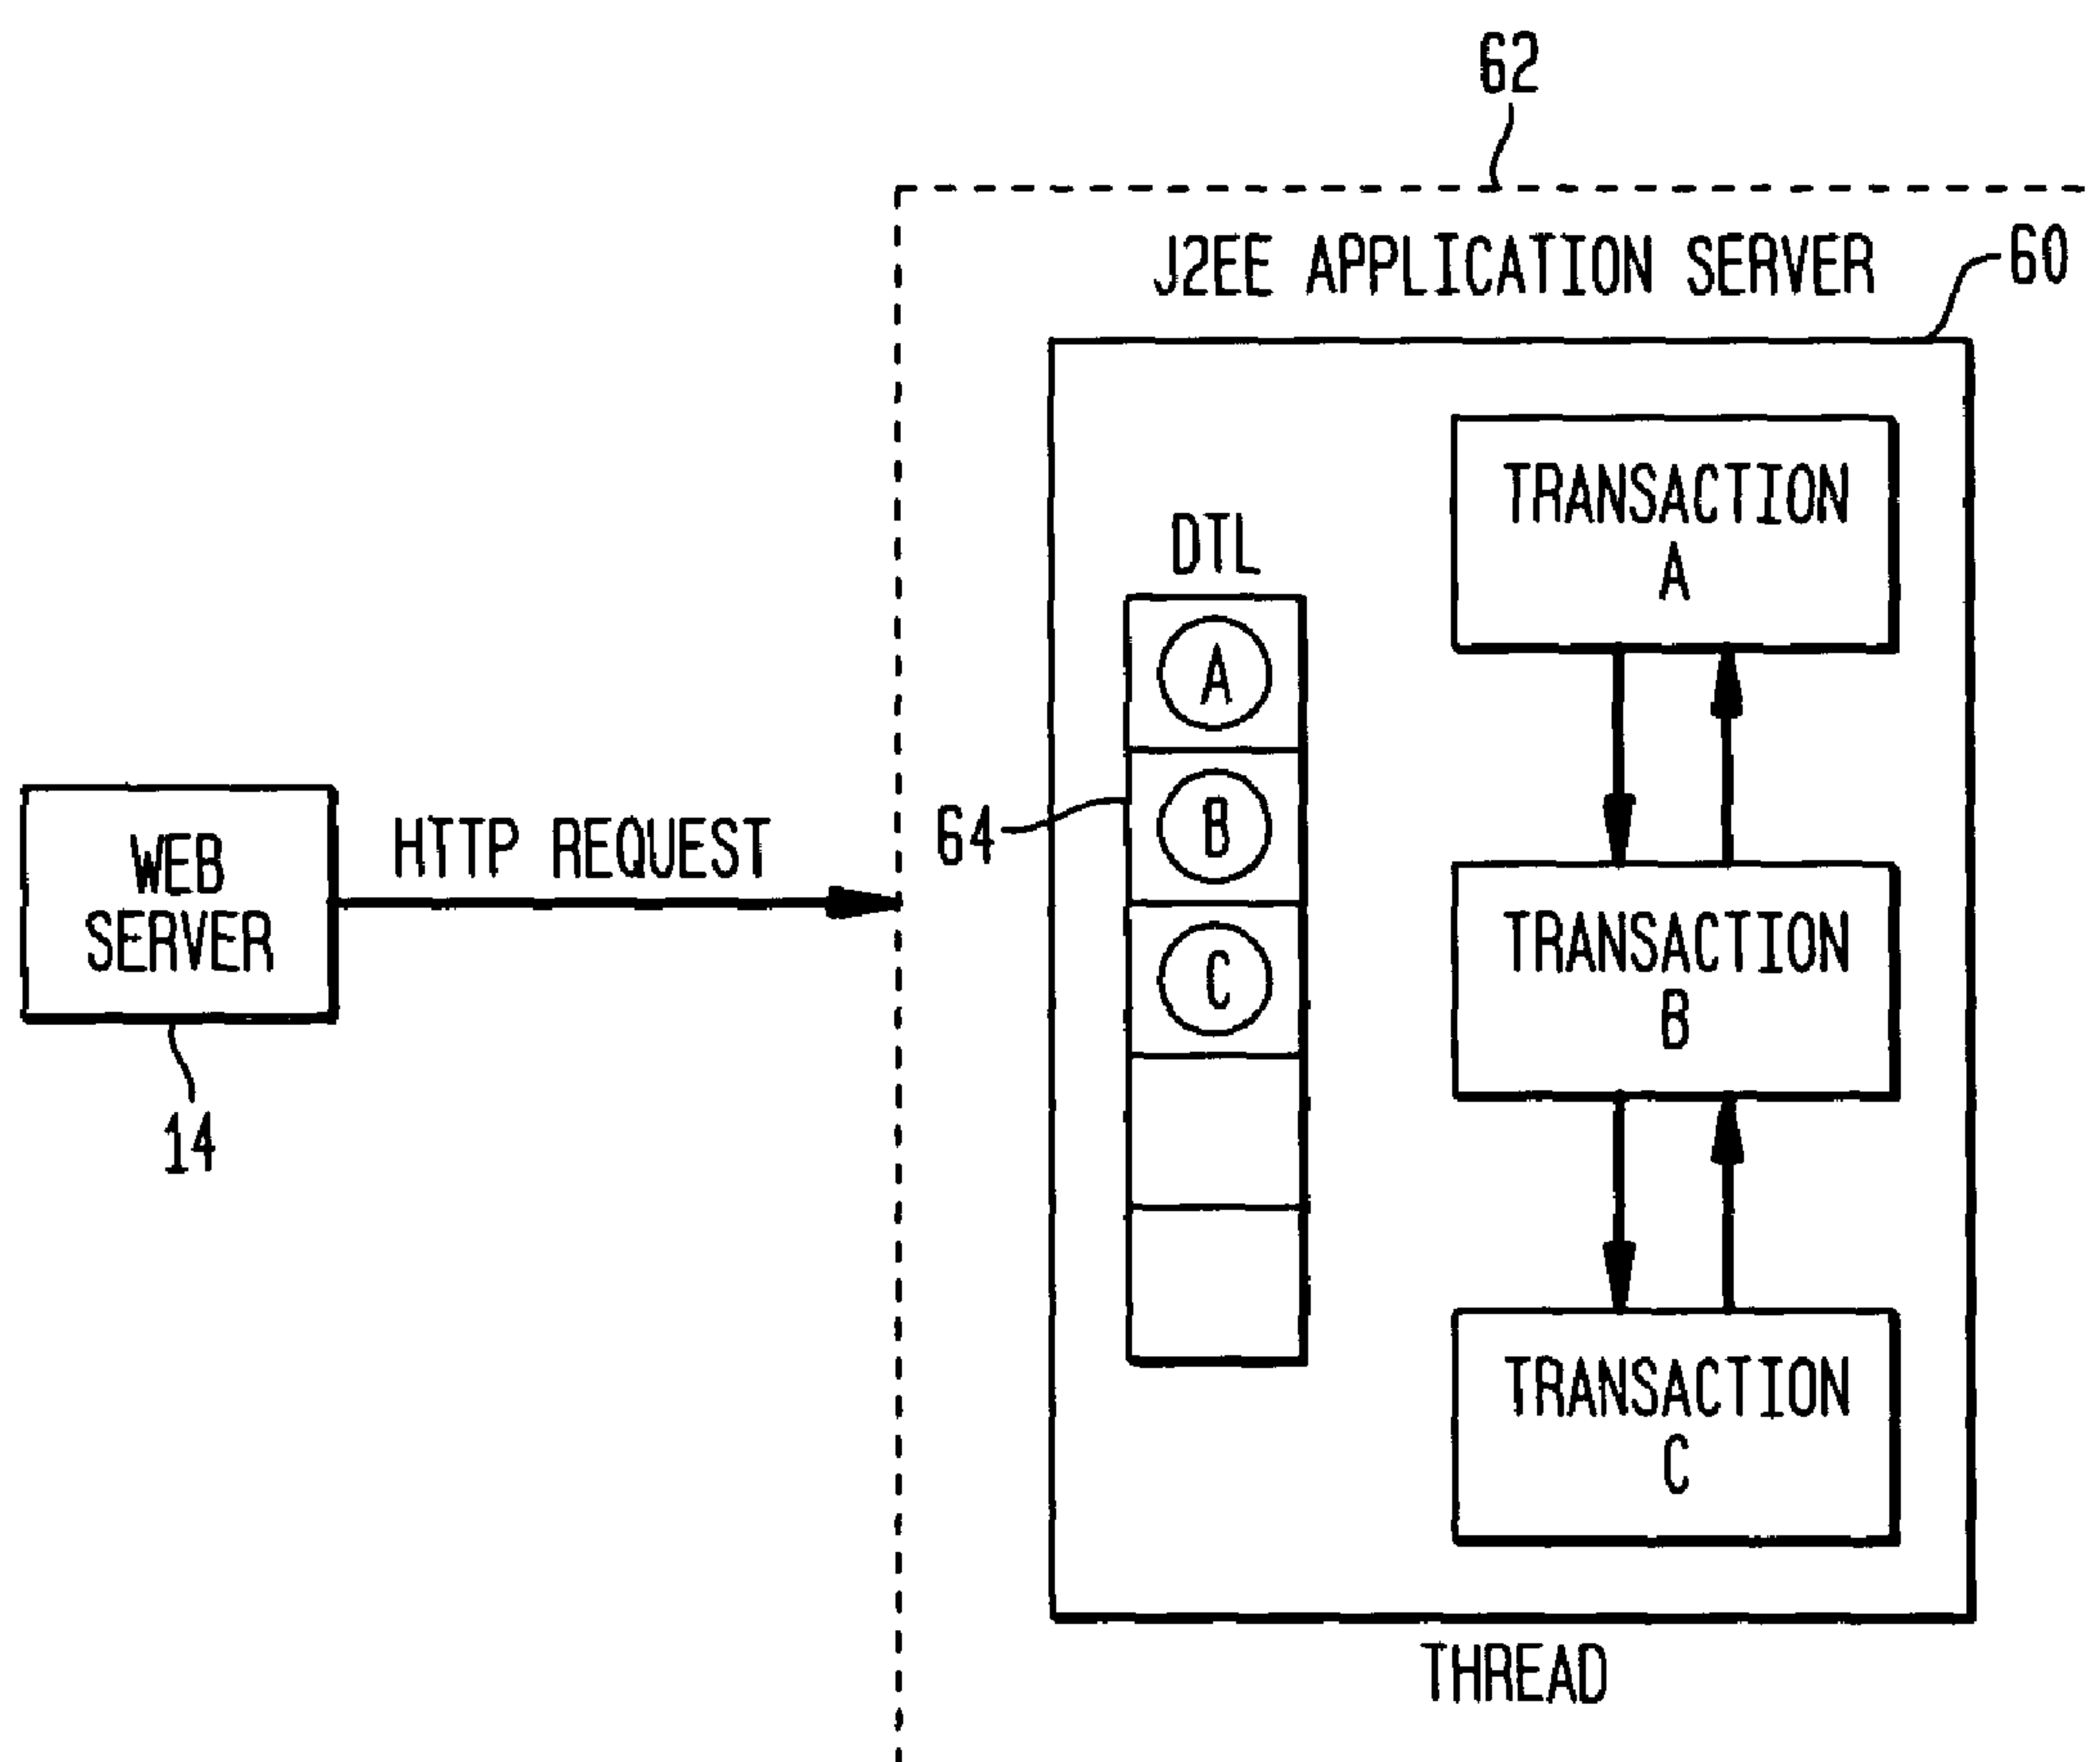 62
J2EE APPLICATION SERVER
60
TRANSACTION
A
DTL
A
B
C
64
HTTP REQUEST
WEB
SERVER
14
TRANSACTION
B
TRANSACTION
C
THREAD